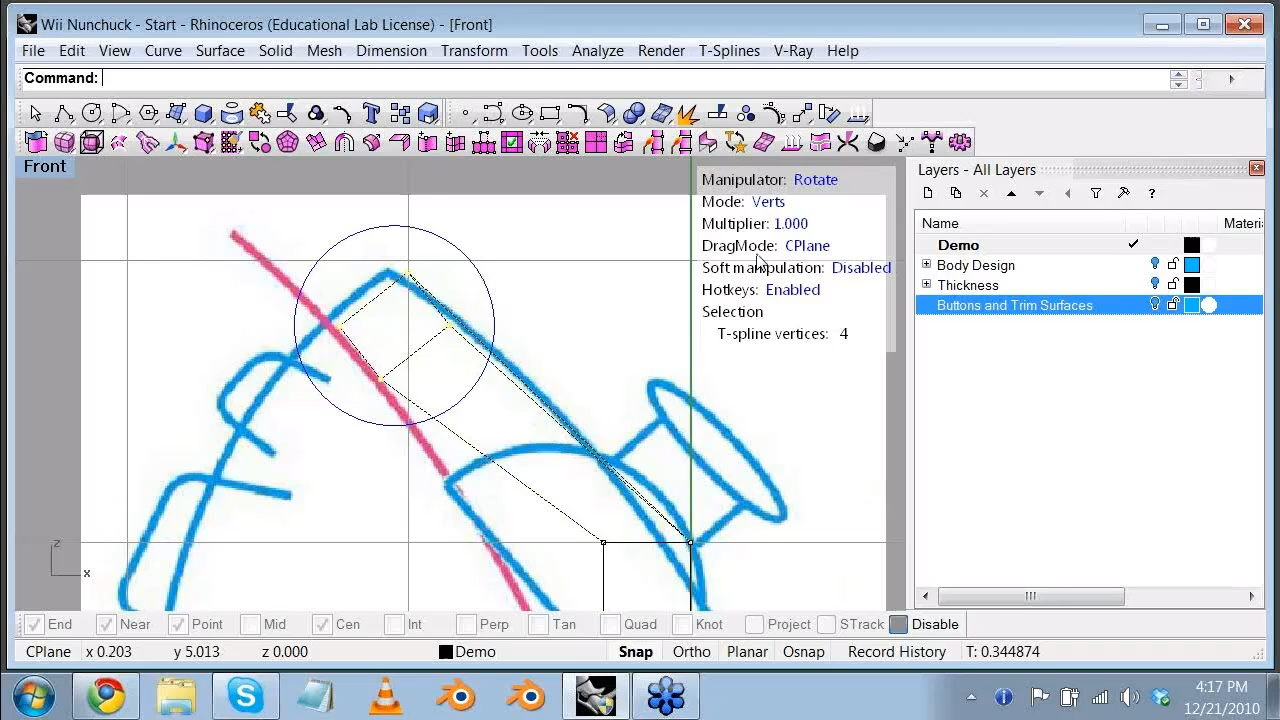 Wii Nunchuck - Start - Rhinoceros (Educational Lab License) - [Front]
File Edit View Curve Surface Solid Mesh Dimension Transform Tools Analyze Render T-Splines V-Ray Help
Command:
Front
Manipulator: Rotate
Mode: Verts
Multiplier: 1.000
DragMode: CPlane
Soft manipulation: Disabled
Hotkeys: Enabled
Selection
T-spline vertices: 4
z
x
Layers - All Layers
?
Name Materi
Demo
Body Design
Thickness
Buttons and Trim Surfaces
End Near Point Mid Cen Int Perp Tan Quad Knot Project STrack Disable
CPlane x 0.203 y 5.013 z 0.000 Demo Snap Ortho Planar Osnap Record History T: 0.344874
4:17 PM
12/21/2010